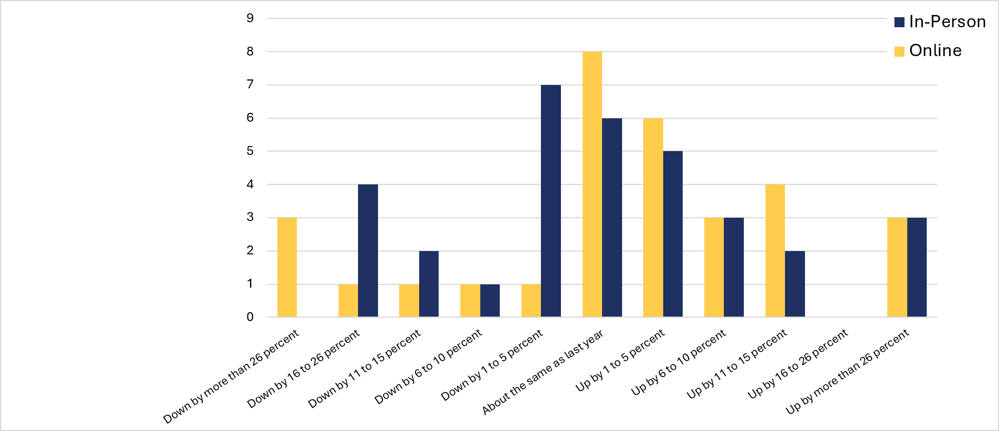 9
8
7
6
5
4
3
2
1
0
In-Person
Online
Down by more than 26 percent
Down by 16 to 26 percent
Down by 11 to 15 percent
Down by 6 to 10 percent
Down by 1 to 5 percent
About the same as last year
Up by 1 to 5 percent
Up by 6 to 10 percent
Up by 11 to 15 percent
Up by 16 to 26 percent
Up by more than 26 percent